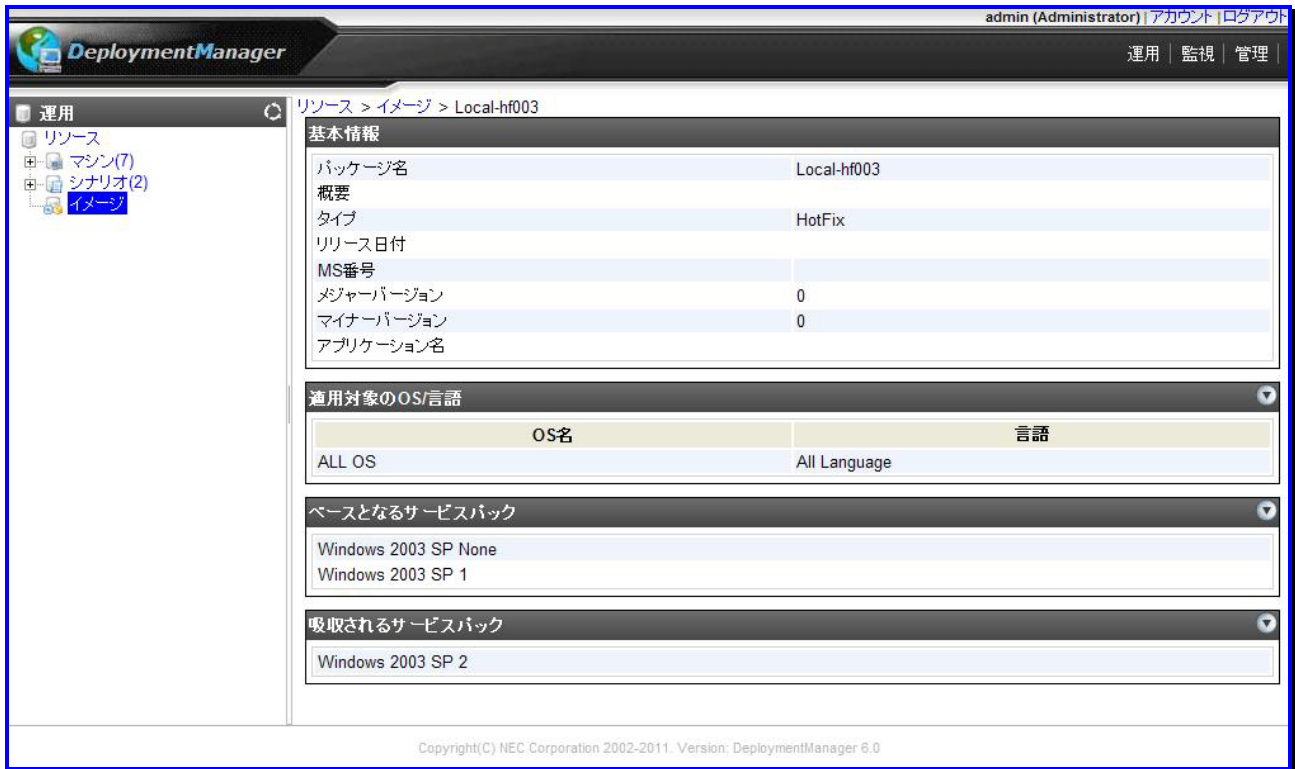 admin (Administrator) | アカウント | ログアウト
DeploymentManager
運用 | 監視 | 管理 |
運用
リソース
マシン(7)
シナリオ(2)
イメージ
リソース > イメージ > Local-hf003
基本情報
パッケージ名 Local-hf003
概要
タイプ HotFix
リリース日付
MS番号
メジャーバージョン 0
マイナーバージョン 0
アプリケーション名
適用対象のOS/言語
OS名 言語
ALL OS All Language
ベースとなるサービスパック
Windows 2003 SP None
Windows 2003 SP 1
吸収されるサービスパック
Windows 2003 SP 2
Copyright(C) NEC Corporation 2002-2011. Version: DeploymentManager 6.0